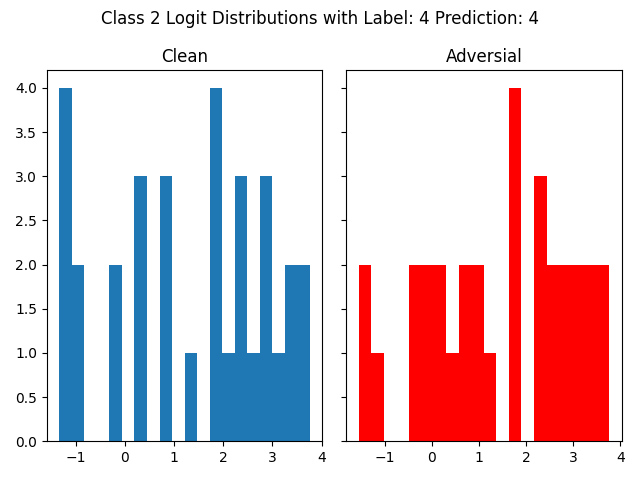 Class 2 Logit Distributions with Label: 4 Prediction: 4
Clean
Adversial
4.0
3.5
3.0
2.5
2.0
1.5
1.0
0.5
0.0
−1 0 1 2 3 4
−1 0 1 2 3 4